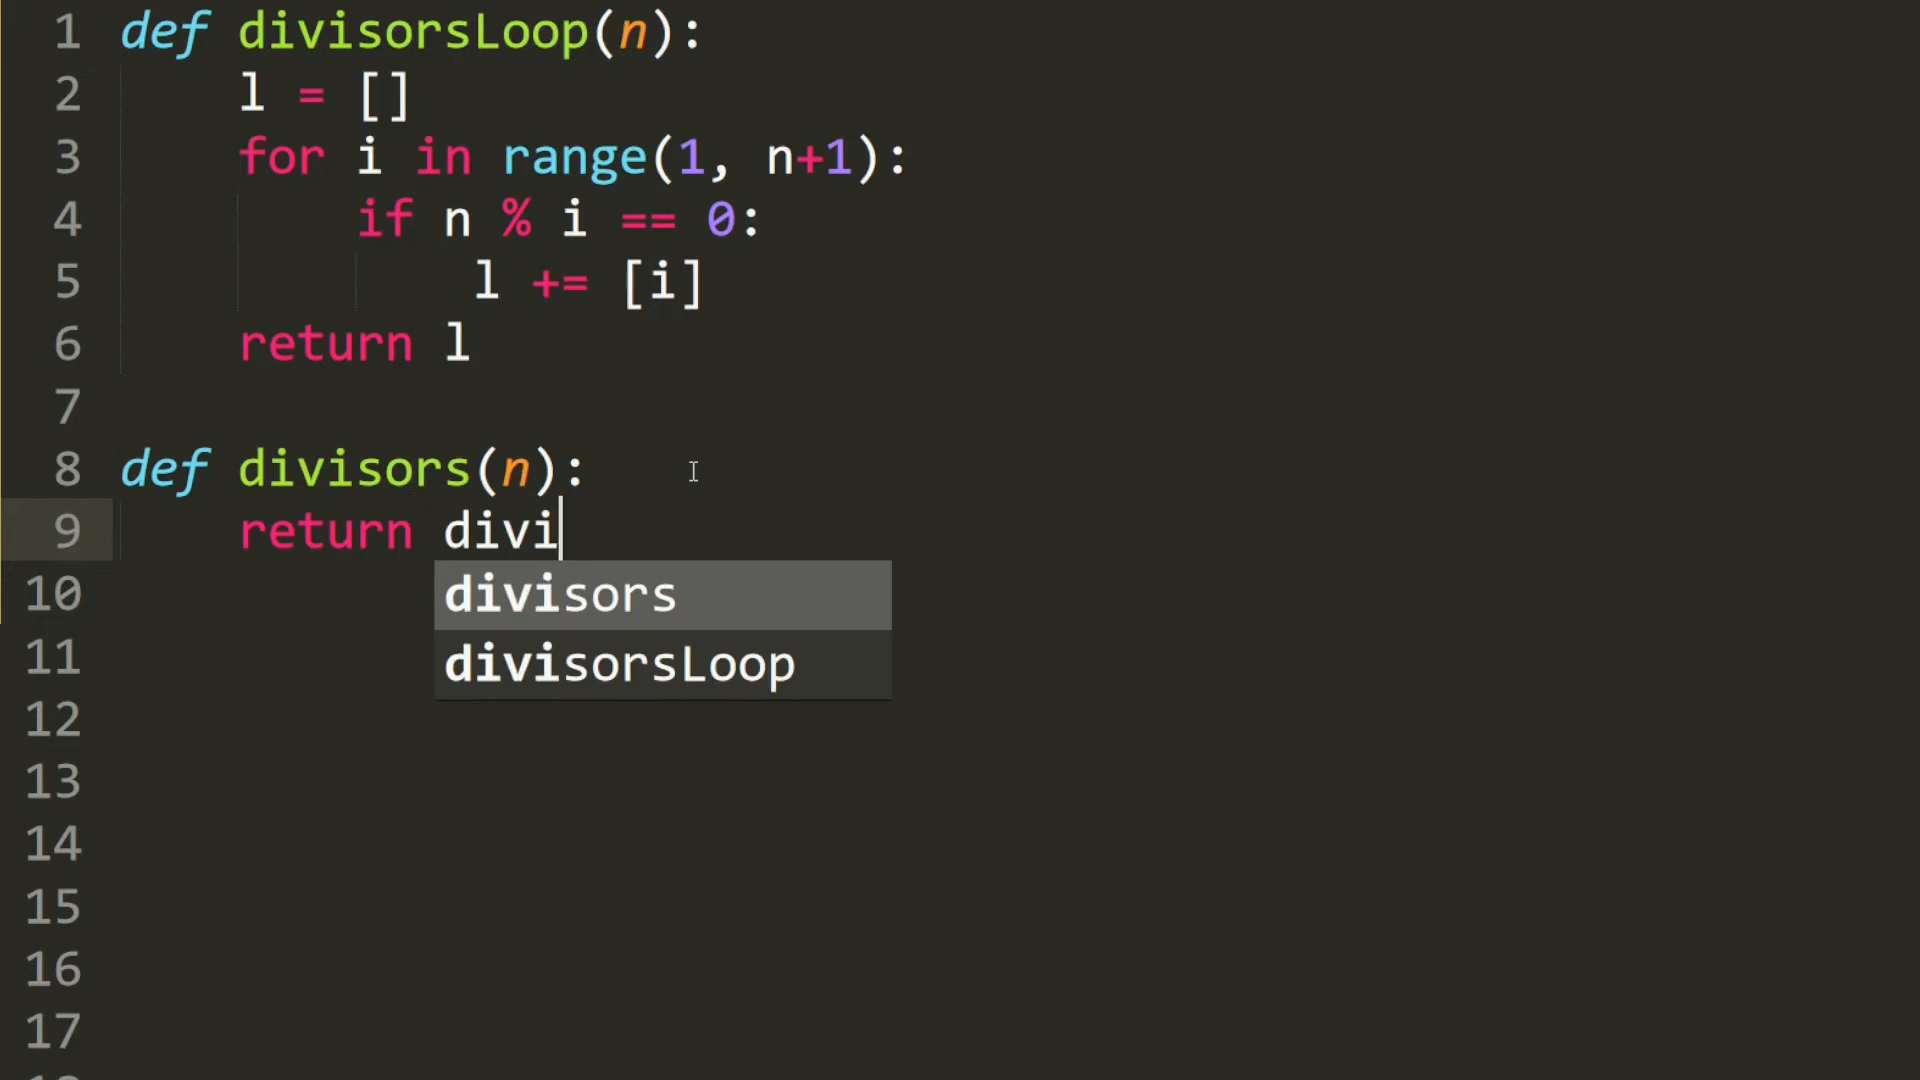 1 def divisorsLoop(n):
2 l = []
3 for i in range(1, n+1):
4 if n % i == 0:
5 l += [i]
6 return l
7
8 def divisors(n):
9 return divi
10 divisors
11 divisorsLoop
12
13
14
15
16
17